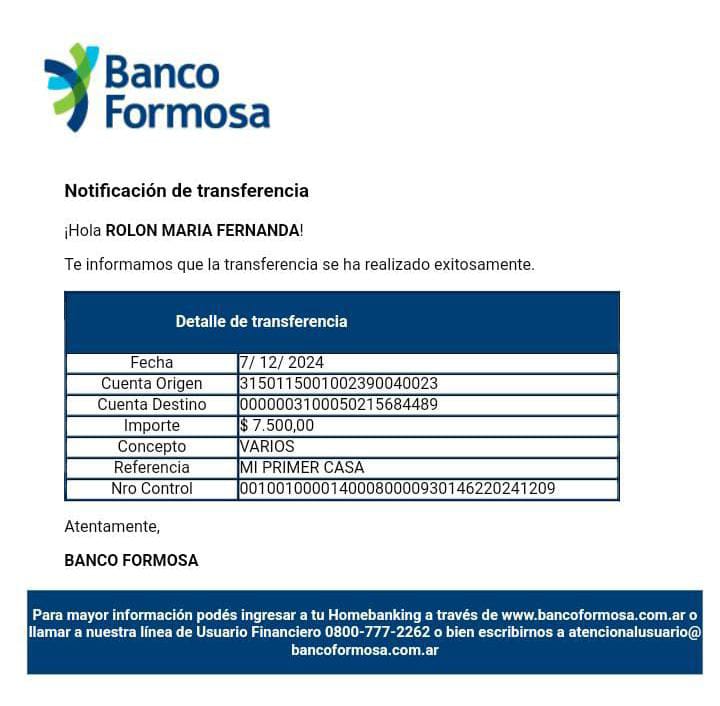 Banco
Formosa
Notificación de transferencia
¡Hola ROLON MARIA FERNANDA!
Te informamos que la transferencia se ha realizado exitosamente.
Detalle de transferencia
Fecha 7/ 12/ 2024
Cuenta Origen 3150115001002390040023
Cuenta Destino 0000003100050215684489
Importe $ 7.500,00
Concepto VARIOS
Referencia MI PRIMER CASA
Nro Control 00100100001400080000930146220241209
Atentamente,
BANCO FORMOSA
Para mayor información podés ingresar a tu Homebanking a través de www.bancoformosa.com.ar o
llamar a nuestra línea de Usuario Financiero 0800-777-2262 o bien escribirnos a atencionalusuario@
bancoformosa.com.ar